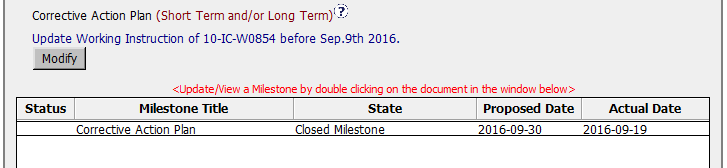 Corrective Action Plan (Short Term and/or Long Term) ?
Update Working Instruction of 10-IC-W0854 before Sep.9th 2016.
Modify
<Update/View a Milestone by double clicking on the document in the window below>
Status Milestone Title State Proposed Date Actual Date
Corrective Action Plan Closed Milestone 2016-09-30 2016-09-19